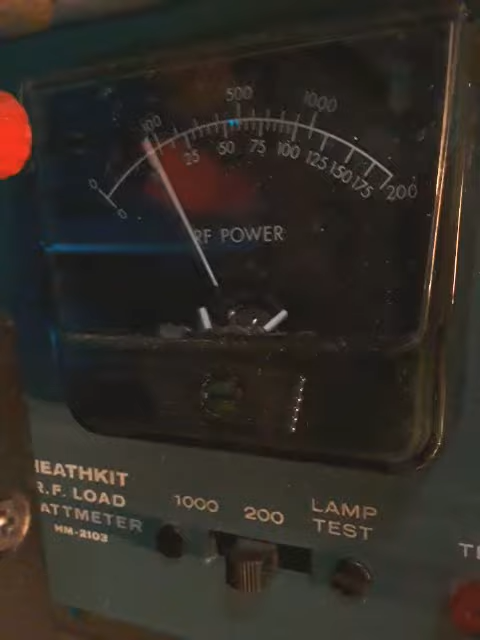 500 1000
100
0 25 50 75 100 125 150 175 200
0
RF POWER
HEATHKIT
R.F. LOAD
WATTMETER
HM-2103
1000 200 LAMP
TEST